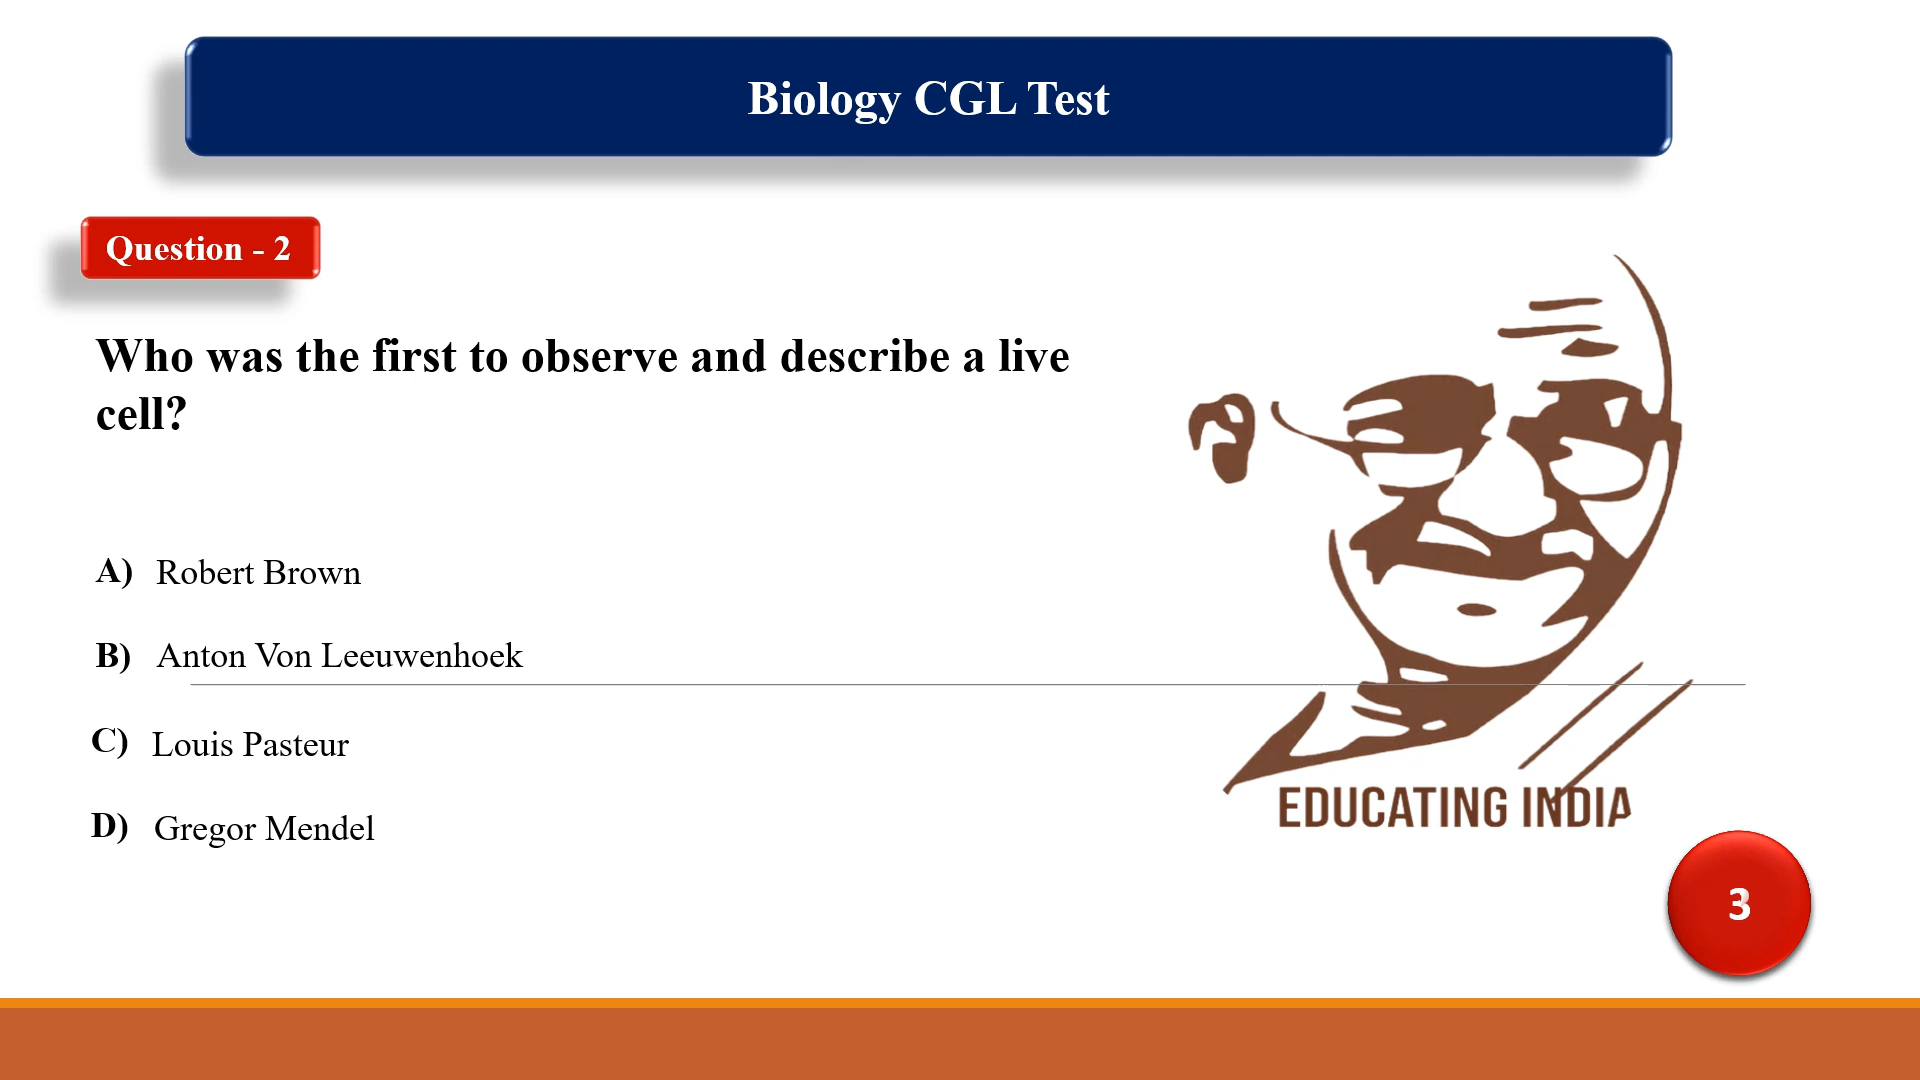 Biology CGL Test
Question - 2
Who was the first to observe and describe a live
cell?
A) Robert Brown
B) Anton Von Leeuwenhoek
C) Louis Pasteur
D) Gregor Mendel
EDUCATING INDIA
3